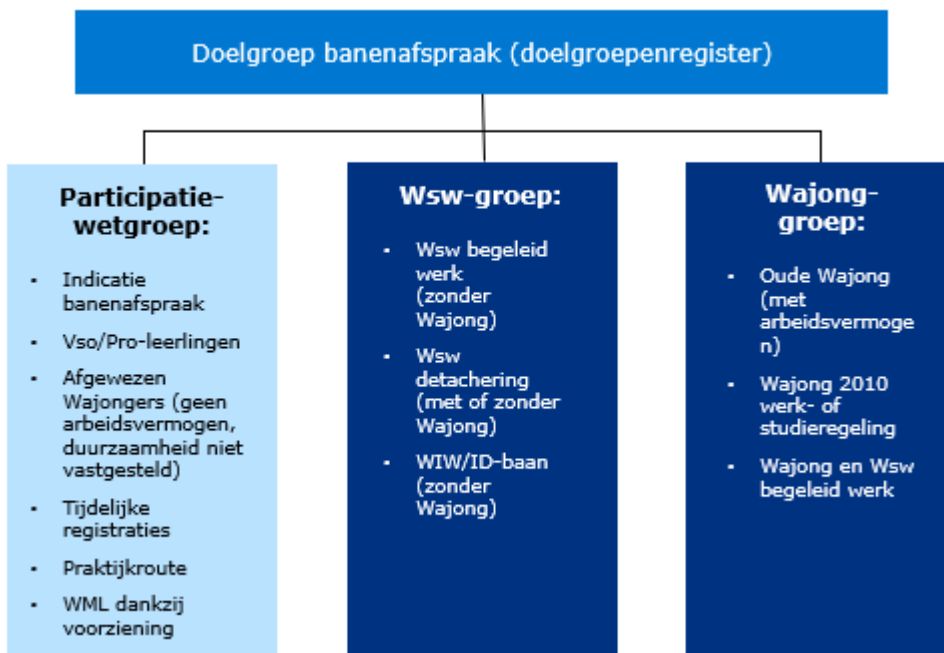 Doelgroep banenafspraak (doelgroepenregister)
Participatie-
wetgroep:
▪ Indicatie
banenafspraak
▪ Vso/Pro-leerlingen
▪ Afgewezen
Wajongers (geen
arbeidsvermogen,
duurzaamheid niet
vastgesteld)
▪ Tijdelijke
registraties
▪ Praktijkroute
▪ WML dankzij
voorziening
Wsw-groep:
▪ Wsw begeleid
werk
(zonder
Wajong)
▪ Wsw
detachering
(met of zonder
Wajong)
▪ WIW/ID-baan
(zonder
Wajong)
Wajong-
groep:
▪ Oude Wajong
(met
arbeidsvermoge
n)
▪ Wajong 2010
werk- of
studieregeling
▪ Wajong en Wsw
begeleid werk